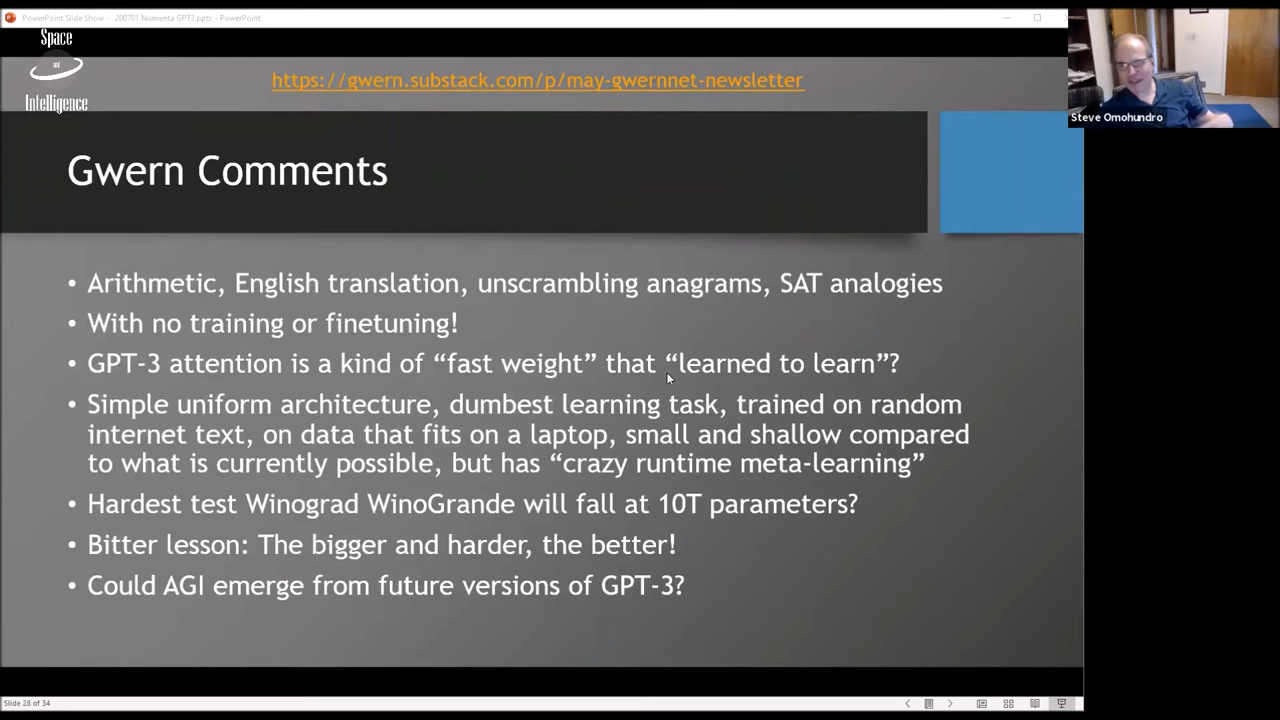 PowerPoint Slide Show - 200701 Numenta GPT3.pptx - PowerPoint
Space
and
Intelligence
https://gwern.substack.com/p/may-gwernnet-newsletter
Steve Omohundro
Gwern Comments
• Arithmetic, English translation, unscrambling anagrams, SAT analogies
• With no training or finetuning!
• GPT-3 attention is a kind of “fast weight” that “learned to learn”?
• Simple uniform architecture, dumbest learning task, trained on random
internet text, on data that fits on a laptop, small and shallow compared
to what is currently possible, but has “crazy runtime meta-learning”
• Hardest test Winograd WinoGrande will fall at 10T parameters?
• Bitter lesson: The bigger and harder, the better!
• Could AGI emerge from future versions of GPT-3?
Slide 28 of 34